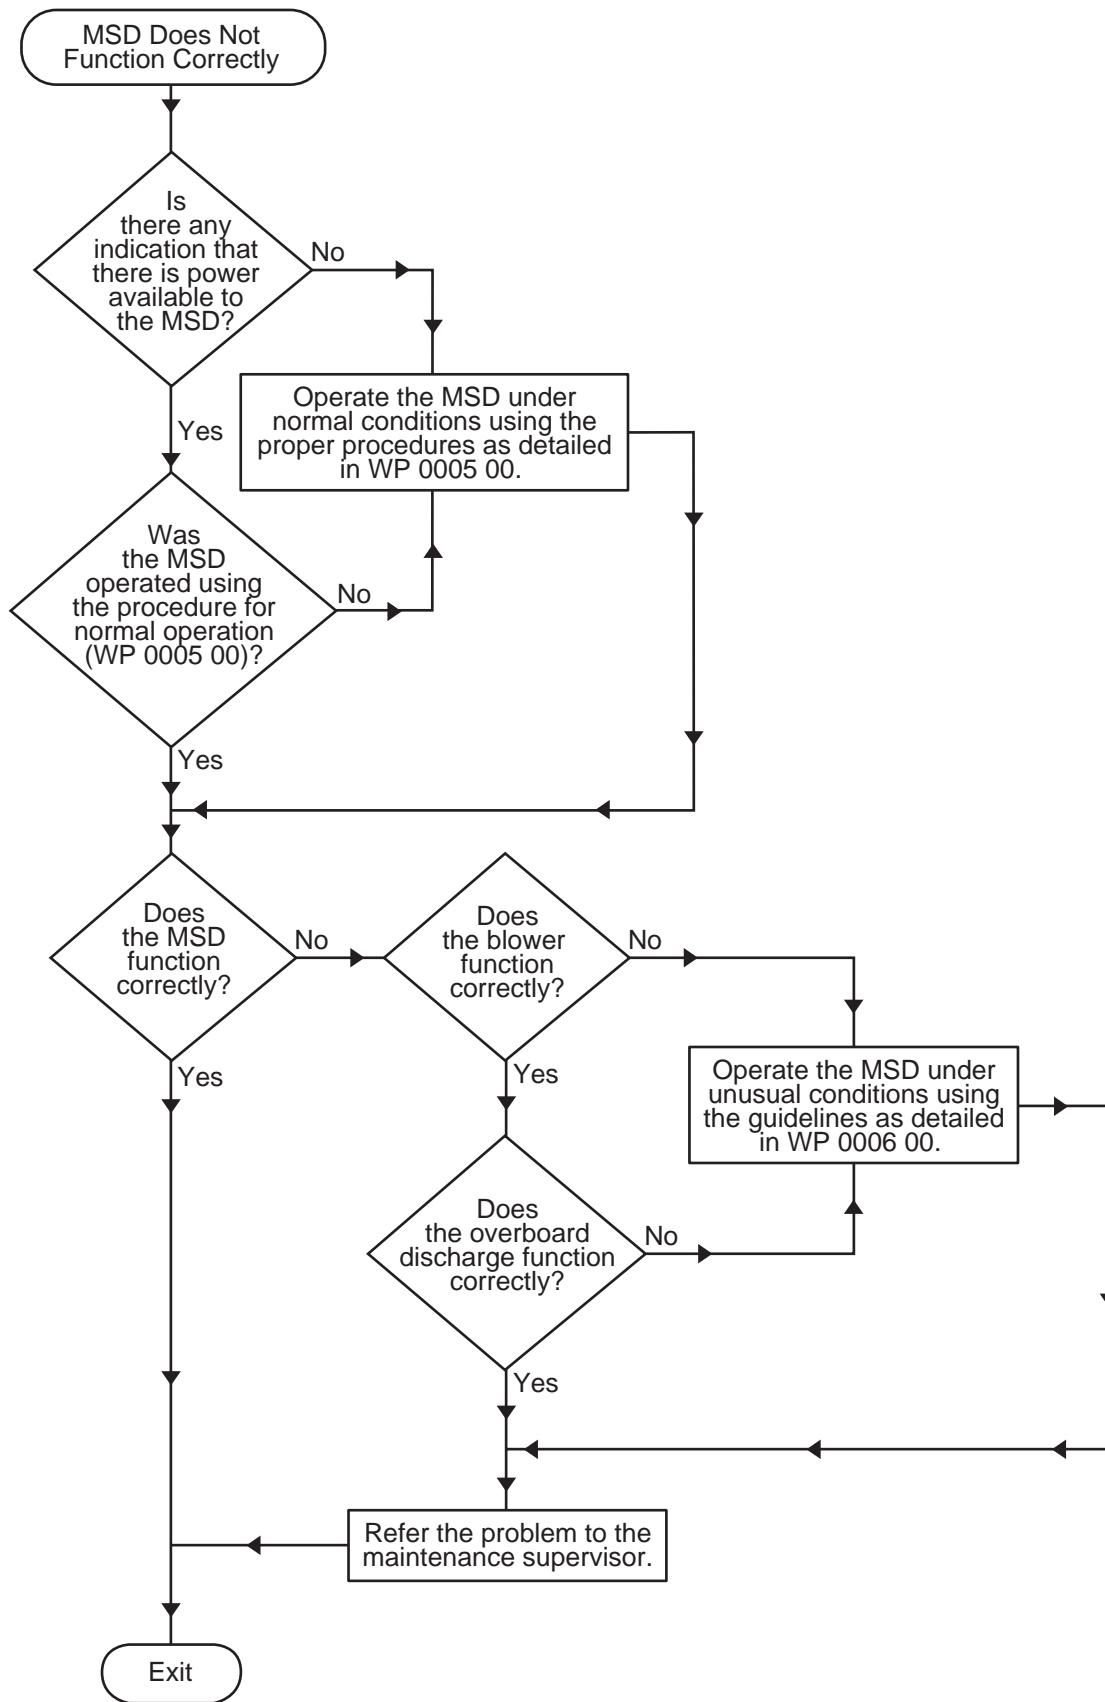 MSD Does Not
Function Correctly
Is
there any
indication that
there is power
available to
the MSD?
No
Yes
Operate the MSD under
normal conditions using the
proper procedures as detailed
in WP 0005 00.
Was
the MSD
operated using
the procedure for
normal operation
(WP 0005 00)?
No
Yes
Does
the MSD
function
correctly?
No
Yes
Does
the blower
function
correctly?
No
Yes
Operate the MSD under
unusual conditions using
the guidelines as detailed
in WP 0006 00.
Does
the overboard
discharge function
correctly?
No
Yes
Refer the problem to the
maintenance supervisor.
Exit